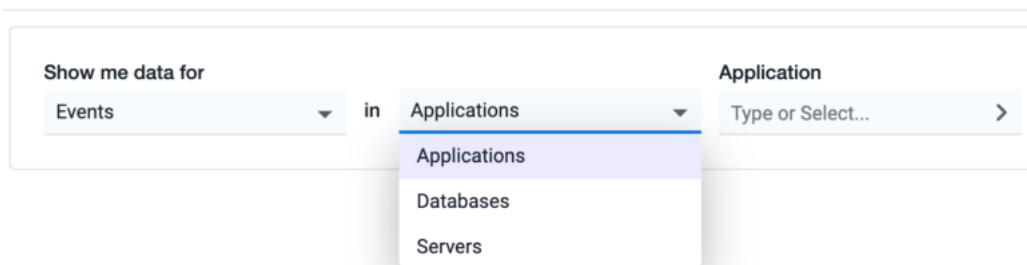 Show me data for
Application
Events
in
Applications
Type or Select...
Applications
Databases
Servers